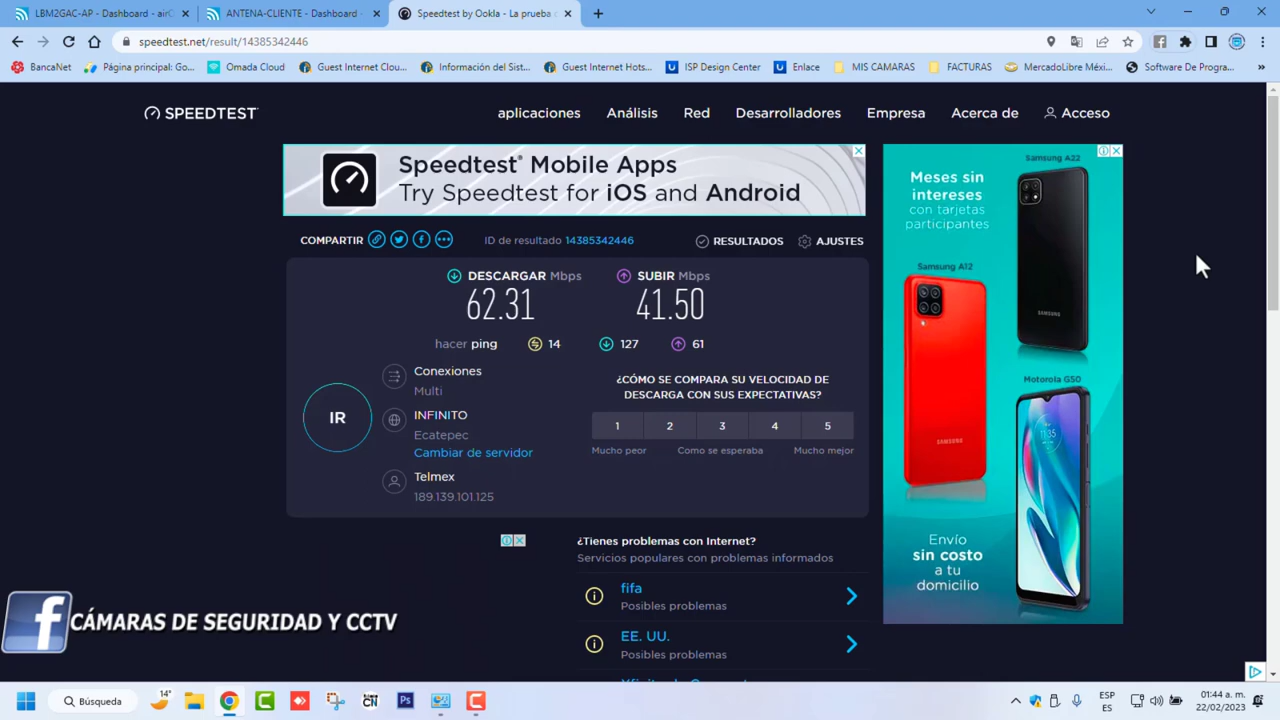 LBM2GAC-AP - Dashboard - airO
ANTENA-CLIENTE - Dashboard -
Speedtest by Ookla - La prueba
speedtest.net/result/14385342446
BancaNet
Página principal: Go...
Omada Cloud
Guest Internet Clou...
Información del Sist...
Guest Internet Hots...
ISP Design Center
Enlace
MIS CAMARAS
FACTURAS
MercadoLibre Méxi...
Software De Progra...
»
SPEEDTEST
aplicaciones
Análisis
Red
Desarrolladores
Empresa
Acerca de
Acceso
Speedtest® Mobile Apps
Try Speedtest for iOS and Android
COMPARTIR
ID de resultado 14385342446
RESULTADOS
AJUSTES
DESCARGAR Mbps
62.31
SUBIR Mbps
41.50
hacer ping
14
127
61
IR
Conexiones
Multi
INFINITO
Ecatepec
Cambiar de servidor
Telmex
189.139.101.125
¿CÓMO SE COMPARA SU VELOCIDAD DE
DESCARGA CON SUS EXPECTATIVAS?
1 2 3 4 5
Mucho peor
Como se esperaba
Mucho mejor
¿Tienes problemas con Internet?
Servicios populares con problemas informados
fifa
Posibles problemas
EE. UU.
Posibles problemas
Meses sin
intereses
con tarjetas
participantes
Samsung A22
SAMSUNG
Samsung A12
SAMSUNG
Motorola G50
11:35
Envío
sin costo
a tu
domicilio
f CÁMARAS DE SEGURIDAD Y CCTV
14°
Búsqueda
CN
Ps
ESP
ES
01:44 a. m.
22/02/2023